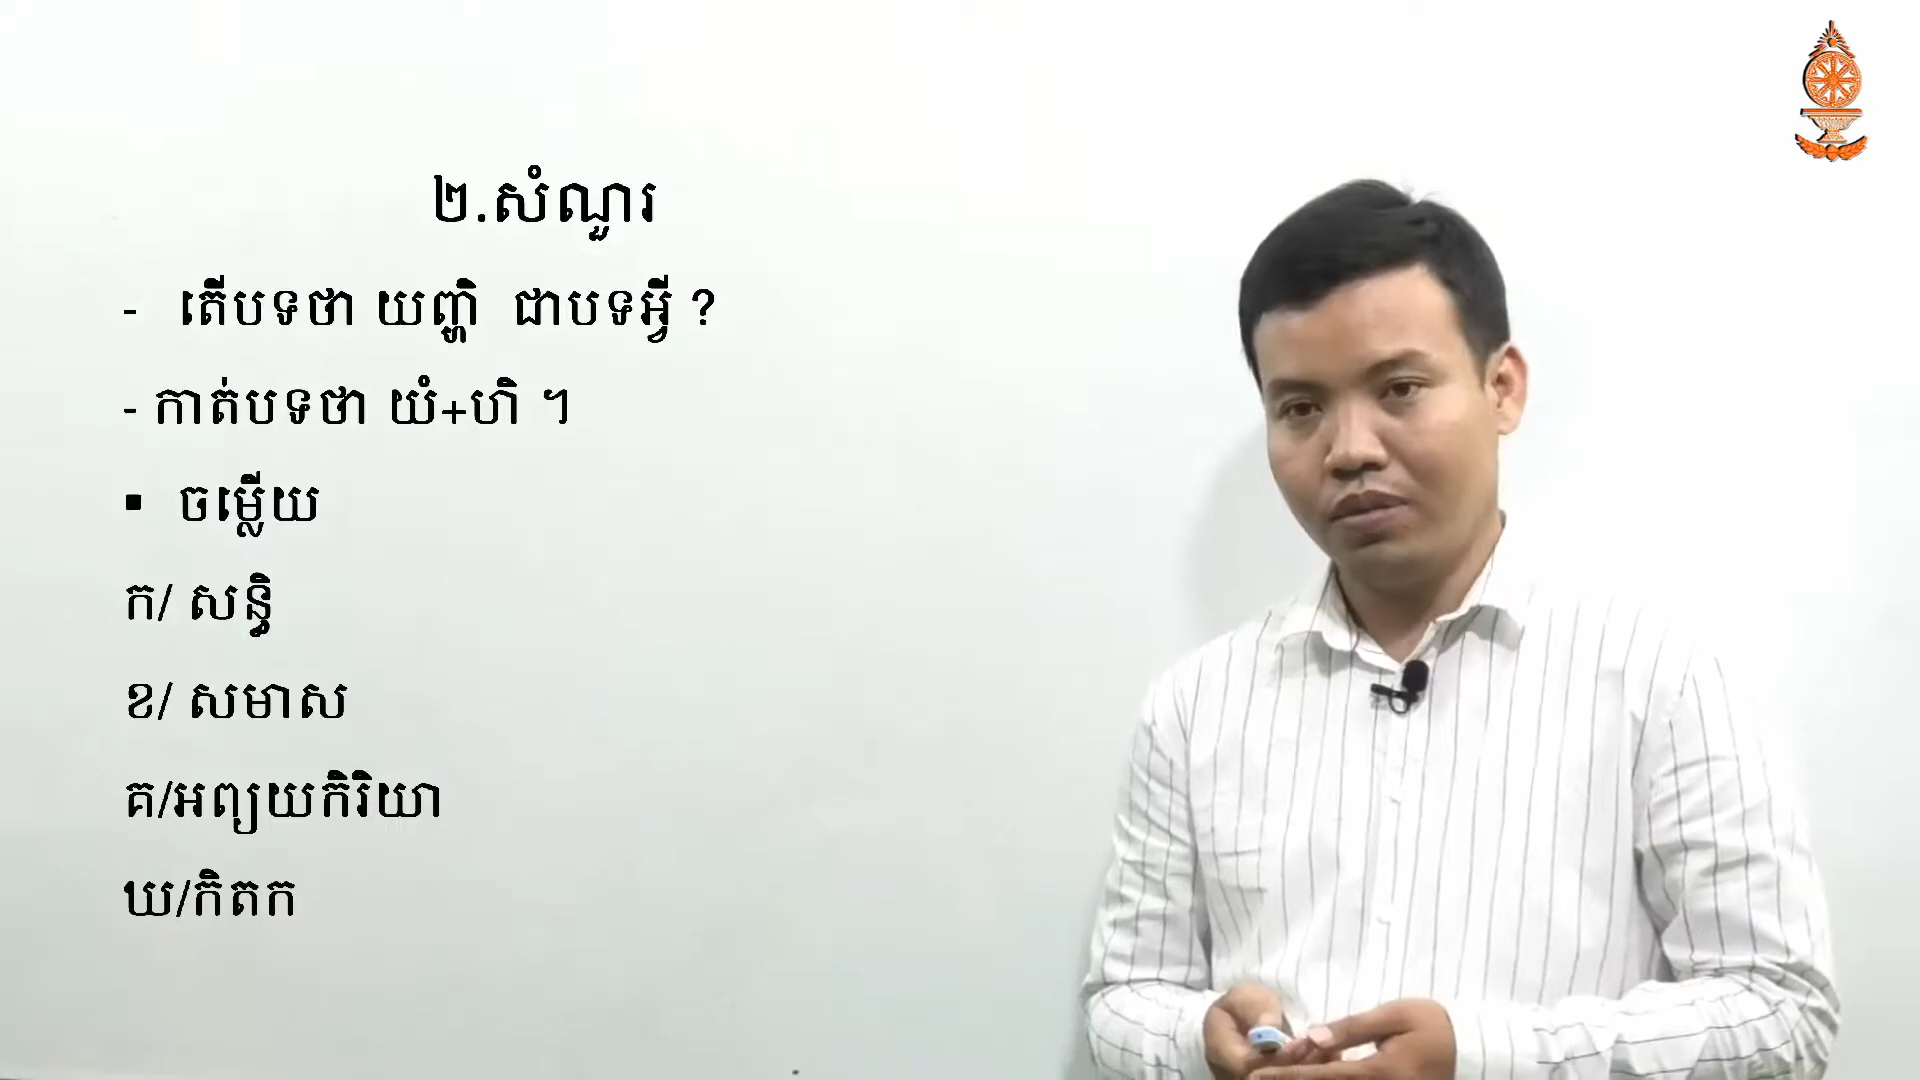 ២.សំណួរ
- តើបទថា យញ្ហិ ជាបទអ្វី ?
- កាត់បទថា យំ+ហិ ។
▪ ចម្លើយ
ក/ សន្ធិ
ខ/ សមាស
គ/អព្យយកិរិយា
ឃ/កិតក